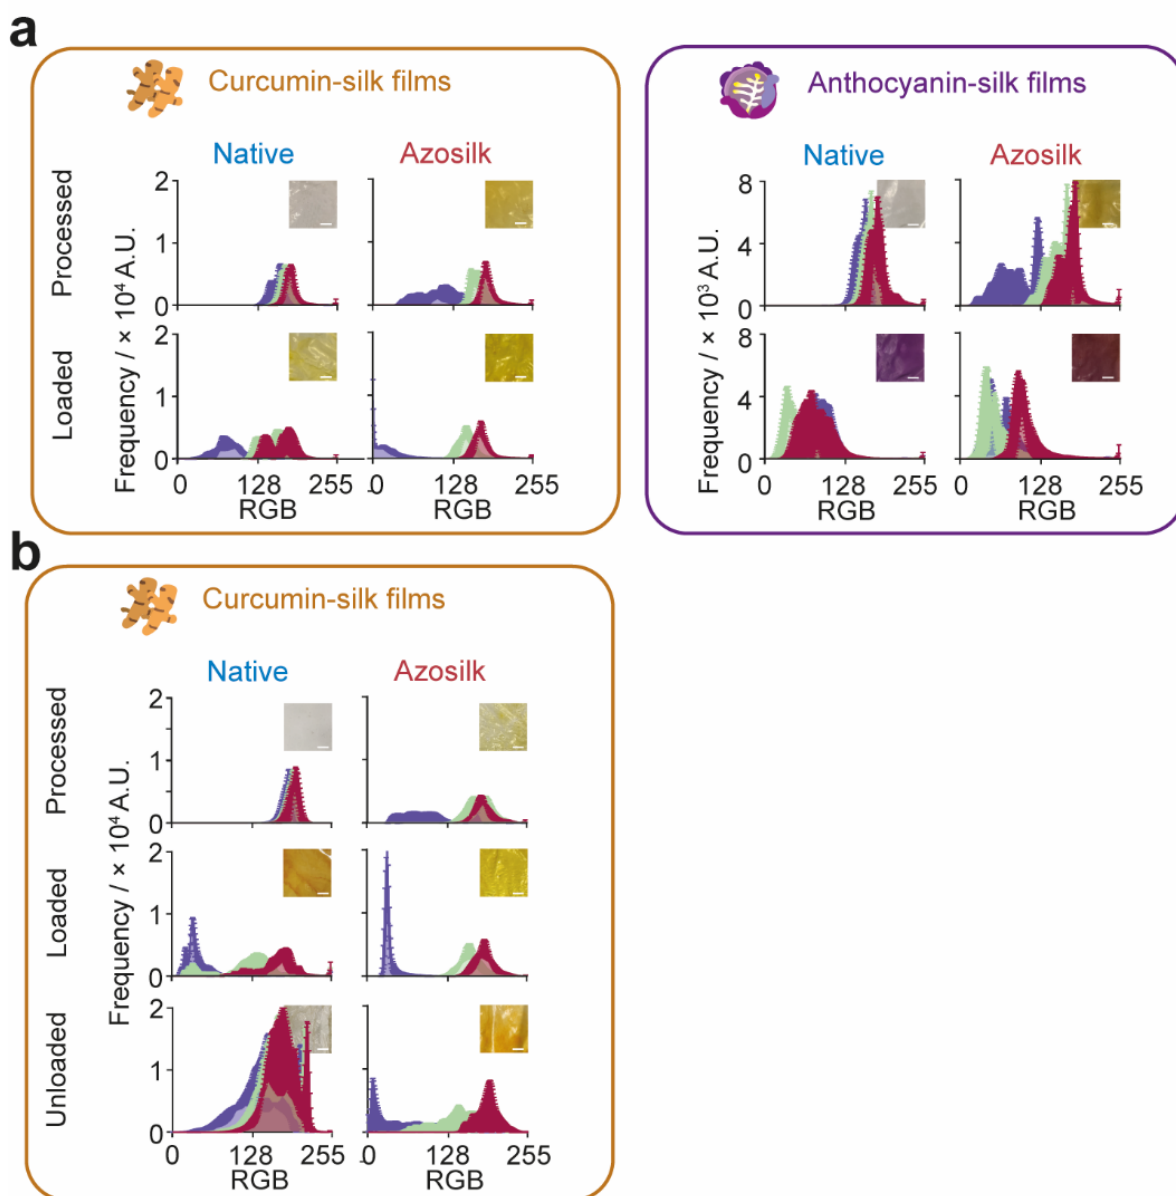 a
Curcumin-silk films
Native Azosilk
Processed
Loaded
Frequency / × 10⁴ A.U.
2
1
0
2
1
0
0 128 255 0 128 255
RGB RGB
Anthocyanin-silk films
Native Azosilk
Frequency / × 10³ A.U.
8
4
0
8
4
0
0 128 255 0 128 255
RGB RGB
b
Curcumin-silk films
Native Azosilk
Processed
Loaded
Unloaded
Frequency / × 10⁴ A.U.
2
1
0
2
1
0
2
1
0
0 128 255 0 128 255
RGB RGB